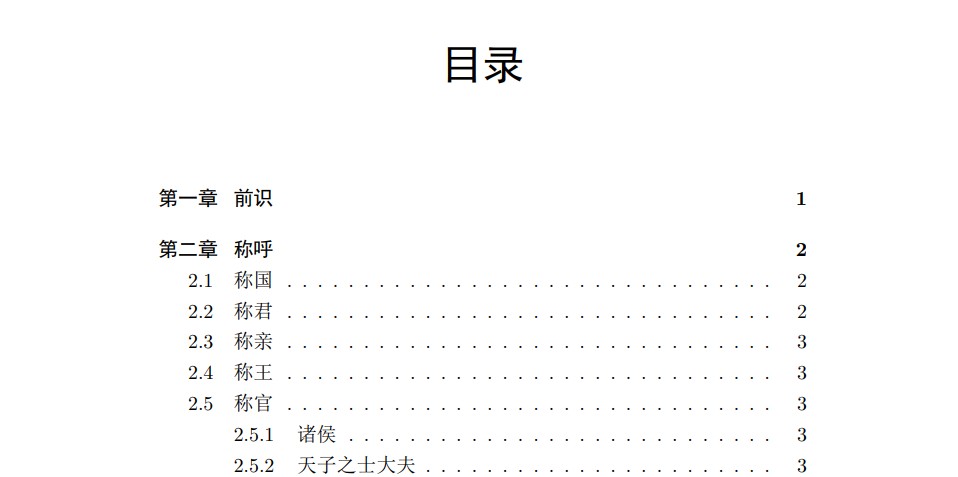 目录
第一章 前识 1
第二章 称呼 2
2.1 称国 . . . . . . . . . . . . . . . . . . . . . . . . . . . . . . . . 2
2.2 称君 . . . . . . . . . . . . . . . . . . . . . . . . . . . . . . . . 2
2.3 称亲 . . . . . . . . . . . . . . . . . . . . . . . . . . . . . . . . 3
2.4 称王 . . . . . . . . . . . . . . . . . . . . . . . . . . . . . . . . 3
2.5 称官 . . . . . . . . . . . . . . . . . . . . . . . . . . . . . . . . 3
2.5.1 诸侯 . . . . . . . . . . . . . . . . . . . . . . . . . . . . 3
2.5.2 天子之士大夫 . . . . . . . . . . . . . . . . . . . . . . . 3